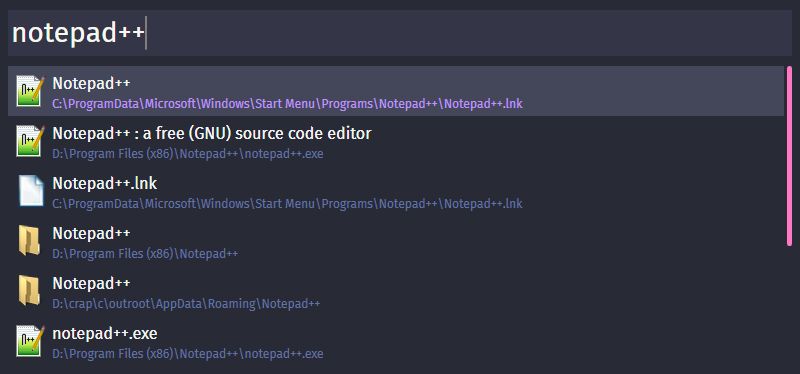 notepad++
Notepad++
C:\ProgramData\Microsoft\Windows\Start Menu\Programs\Notepad++\Notepad++.lnk
Notepad++ : a free (GNU) source code editor
D:\Program Files (x86)\Notepad++\notepad++.exe
Notepad++.lnk
C:\ProgramData\Microsoft\Windows\Start Menu\Programs\Notepad++\Notepad++.lnk
Notepad++
D:\Program Files (x86)\Notepad++
Notepad++
D:\crap\c\outroot\AppData\Roaming\Notepad++
notepad++.exe
D:\Program Files (x86)\Notepad++\notepad++.exe